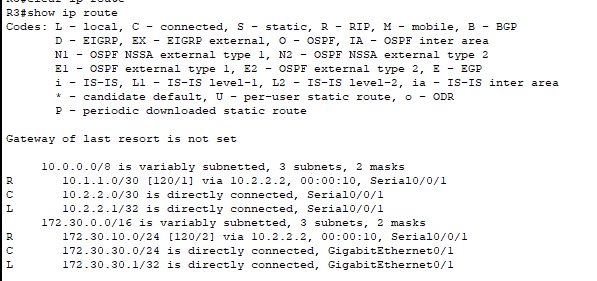 R3#clear ip route
R3#show ip route
Codes: L - local, C - connected, S - static, R - RIP, M - mobile, B - BGP
D - EIGRP, EX - EIGRP external, O - OSPF, IA - OSPF inter area
N1 - OSPF NSSA external type 1, N2 - OSPF NSSA external type 2
E1 - OSPF external type 1, E2 - OSPF external type 2, E - EGP
i - IS-IS, L1 - IS-IS level-1, L2 - IS-IS level-2, ia - IS-IS inter area
* - candidate default, U - per-user static route, o - ODR
P - periodic downloaded static route
Gateway of last resort is not set
10.0.0.0/8 is variably subnetted, 3 subnets, 2 masks
R 10.1.1.0/30 [120/1] via 10.2.2.2, 00:00:10, Serial0/0/1
C 10.2.2.0/30 is directly connected, Serial0/0/1
L 10.2.2.1/32 is directly connected, Serial0/0/1
172.30.0.0/16 is variably subnetted, 3 subnets, 2 masks
R 172.30.10.0/24 [120/2] via 10.2.2.2, 00:00:10, Serial0/0/1
C 172.30.30.0/24 is directly connected, GigabitEthernet0/1
L 172.30.30.1/32 is directly connected, GigabitEthernet0/1